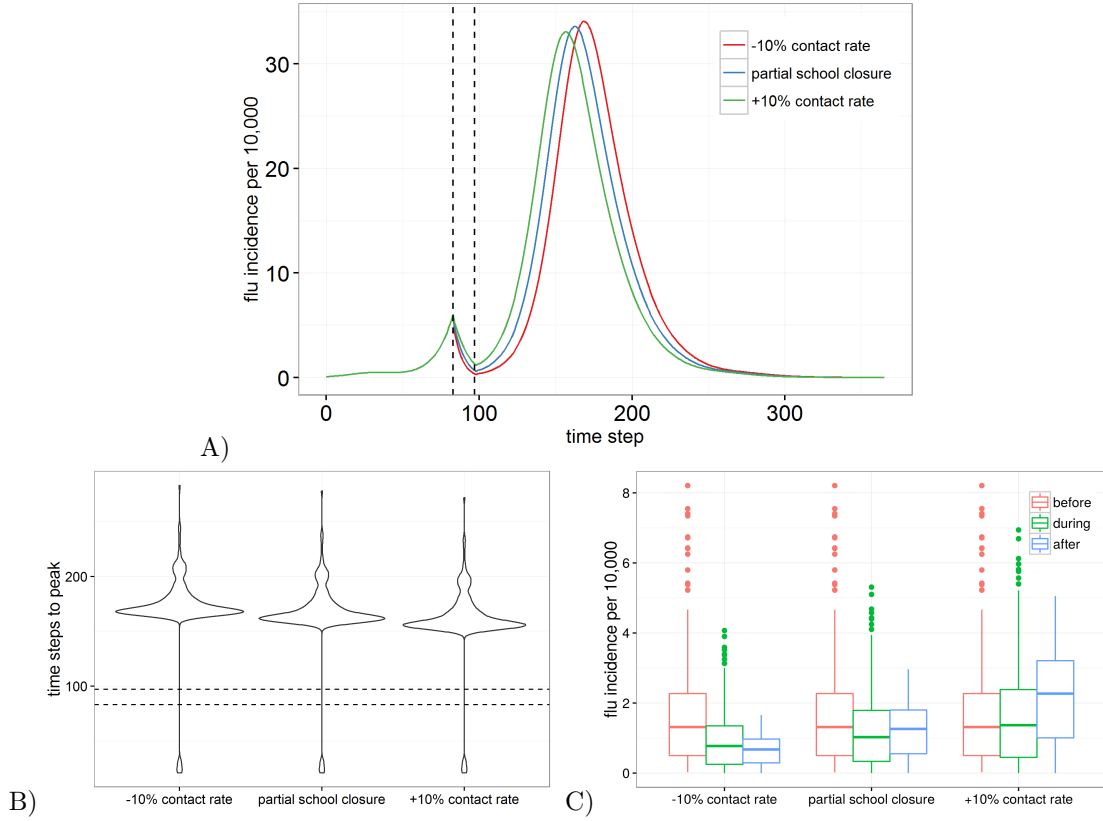 flu incidence per 10,000
30
20
10
0
0 100 200 300
time step
-10% contact rate
partial school closure
+10% contact rate
A)
time steps to peak
200
100
-10% contact rate partial school closure +10% contact rate
B)
flu incidence per 10,000
8
6
4
2
0
before
during
after
-10% contact rate partial school closure +10% contact rate
C)